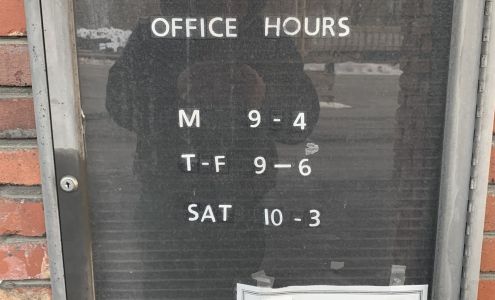 OFFICE HOURS
M 9-4
T-F 9-6
SAT 10-3